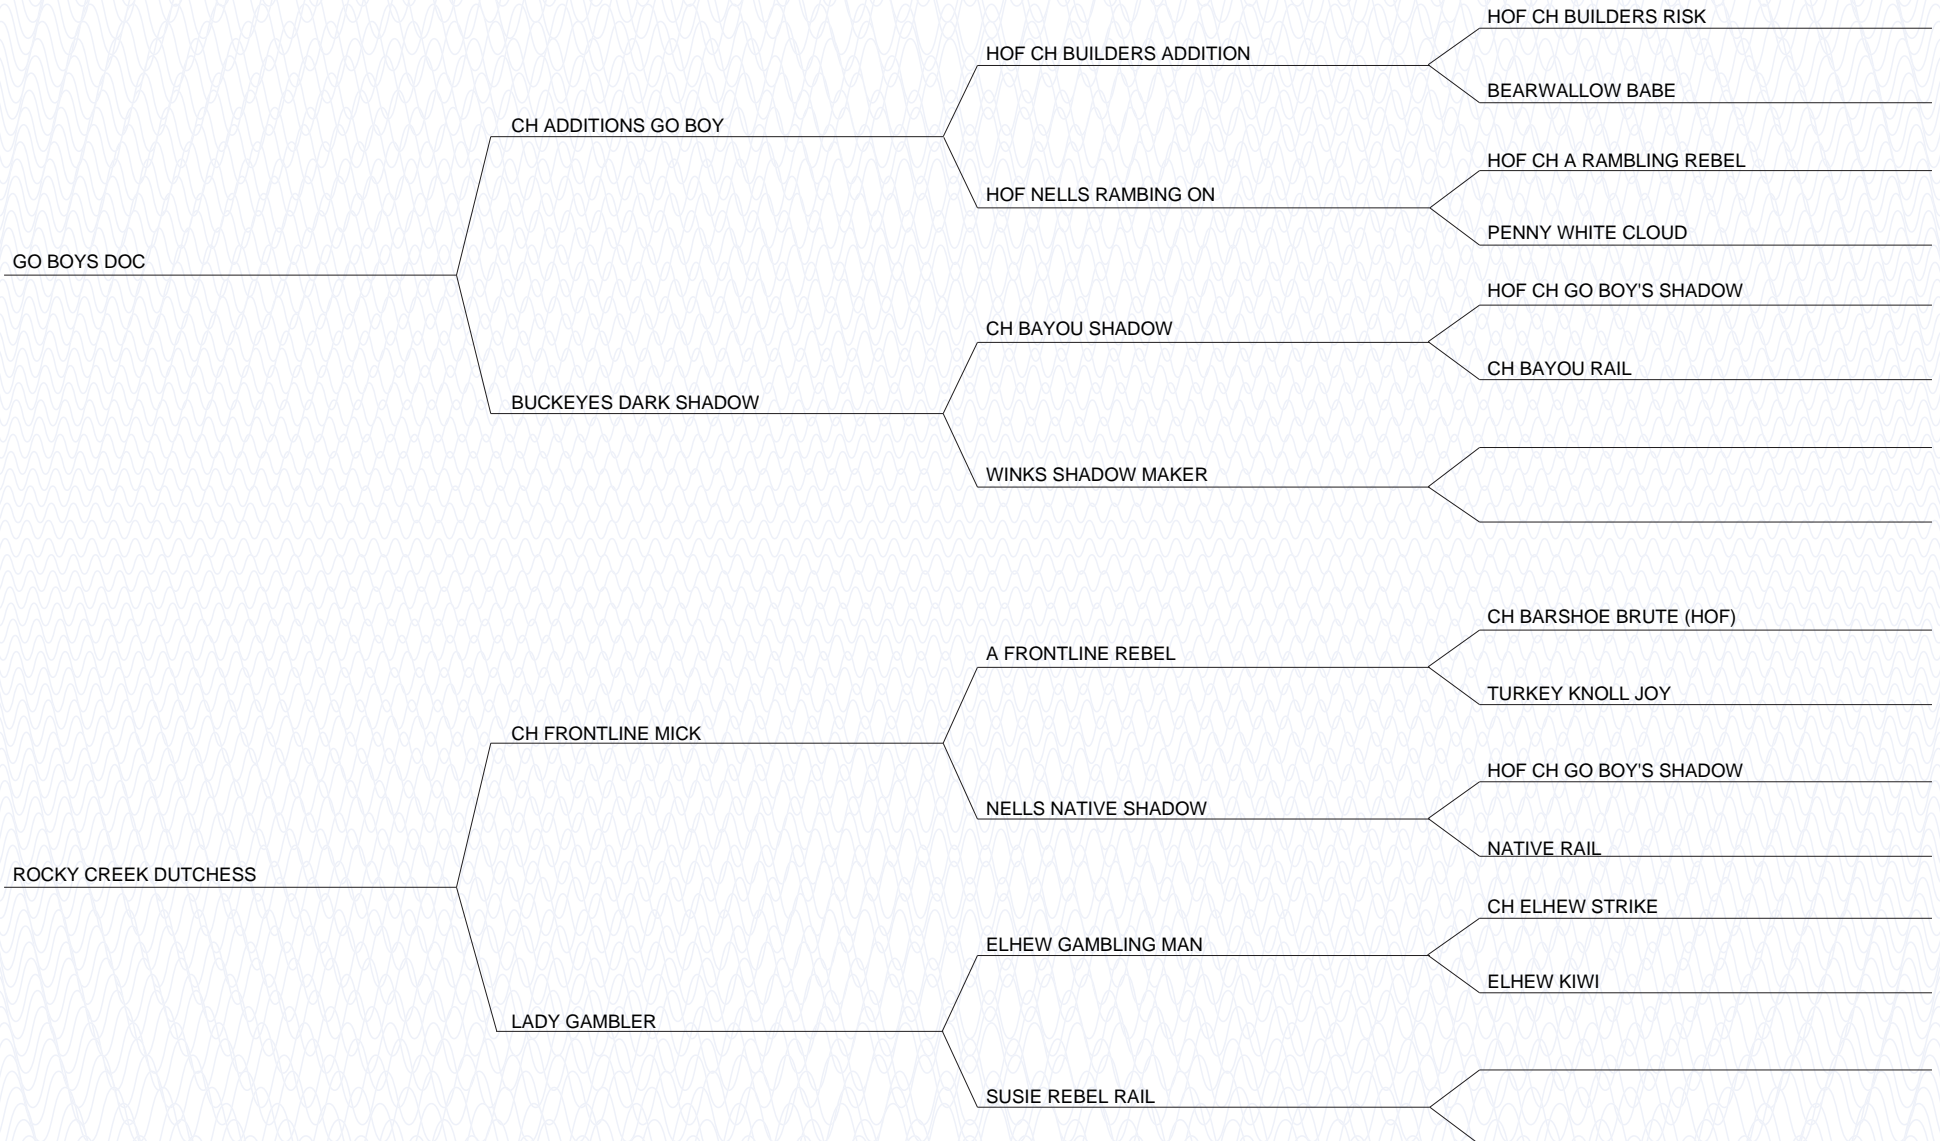 HOF CH BUILDERS RISK
HOF CH BUILDERS ADDITION
BEARWALLOW BABE
CH ADDITIONS GO BOY
HOF CH A RAMBLING REBEL
HOF NELLS RAMBING ON
PENNY WHITE CLOUD
GO BOYS DOC
HOF CH GO BOY'S SHADOW
CH BAYOU SHADOW
CH BAYOU RAIL
BUCKEYES DARK SHADOW
WINKS SHADOW MAKER
CH BARSHOE BRUTE (HOF)
A FRONTLINE REBEL
TURKEY KNOLL JOY
CH FRONTLINE MICK
HOF CH GO BOY'S SHADOW
NELLS NATIVE SHADOW
NATIVE RAIL
ROCKY CREEK DUTCHESS
CH ELHEW STRIKE
ELHEW GAMBLING MAN
ELHEW KIWI
LADY GAMBLER
SUSIE REBEL RAIL